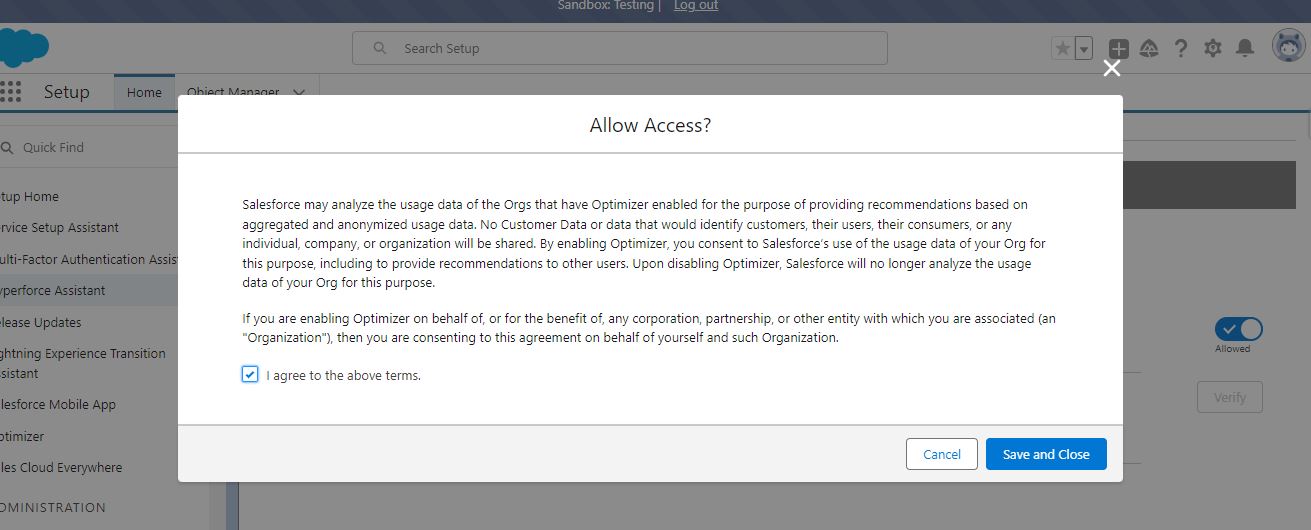 Sandbox: Testing | Log out
Search Setup
Setup Home Object Manager
Quick Find
tup Home
rvice Setup Assistant
ulti-Factor Authentication Assis
yperforce Assistant
elease Updates
ghtning Experience Transition
ssistant
lesforce Mobile App
ptimizer
les Cloud Everywhere
DMINISTRATION
Allow Access?
Salesforce may analyze the usage data of the Orgs that have Optimizer enabled for the purpose of providing recommendations based on
aggregated and anonymized usage data. No Customer Data or data that would identify customers, their users, their consumers, or any
individual, company, or organization will be shared. By enabling Optimizer, you consent to Salesforce's use of the usage data of your Org for
this purpose, including to provide recommendations to other users. Upon disabling Optimizer, Salesforce will no longer analyze the usage
data of your Org for this purpose.
If you are enabling Optimizer on behalf of, or for the benefit of, any corporation, partnership, or other entity with which you are associated (an
"Organization"), then you are consenting to this agreement on behalf of yourself and such Organization.
I agree to the above terms.
Cancel Save and Close
Allowed
Verify